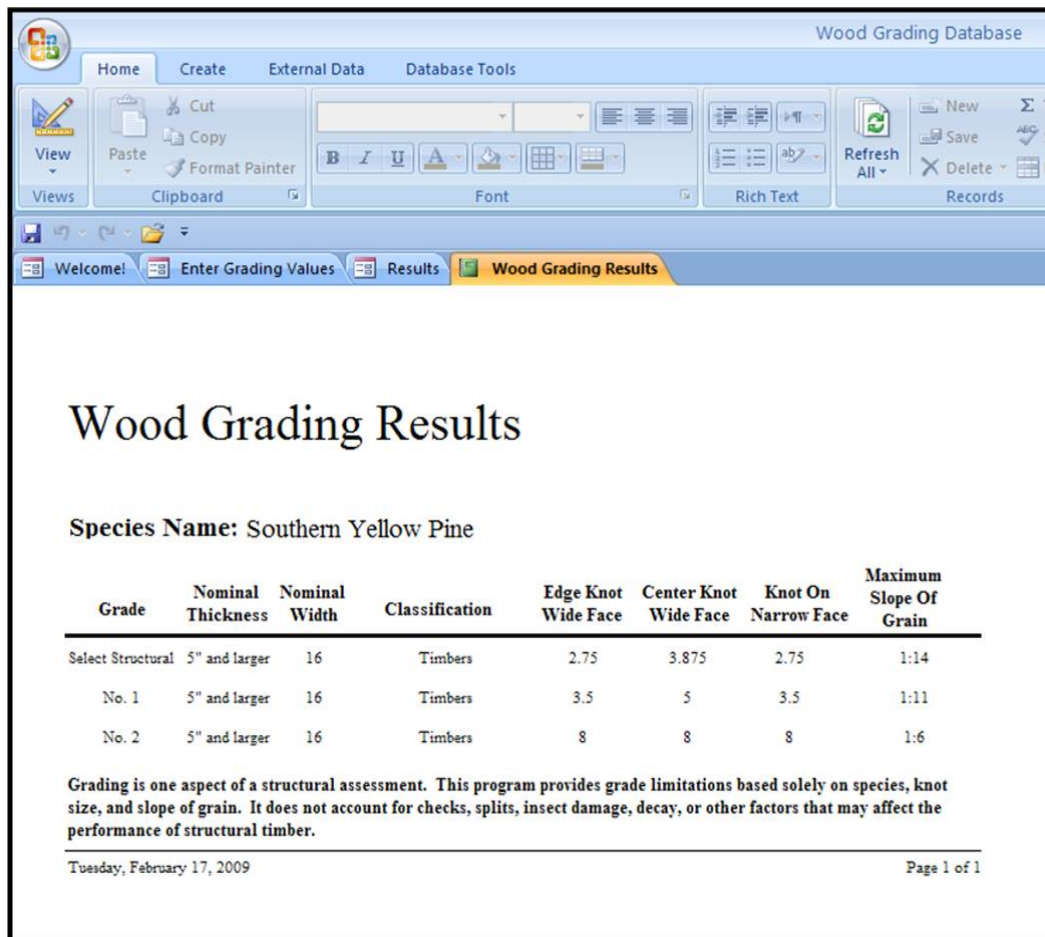 Wood Grading Database
Home Create External Data Database Tools
View
Views
Paste
Cut
Copy
Format Painter
Clipboard
B I U A
Font
ab
Rich Text
Refresh All
New
Save
Delete
Σ
ABC
Records
Welcome! Enter Grading Values Results Wood Grading Results
Wood Grading Results
Species Name: Southern Yellow Pine
Grade Nominal Thickness Nominal Width Classification Edge Knot Wide Face Center Knot Wide Face Knot On Narrow Face Maximum Slope Of Grain
Select Structural 5" and larger 16 Timbers 2.75 3.875 2.75 1:14
No. 1 5" and larger 16 Timbers 3.5 5 3.5 1:11
No. 2 5" and larger 16 Timbers 8 8 8 1:6
Grading is one aspect of a structural assessment. This program provides grade limitations based solely on species, knot
size, and slope of grain. It does not account for checks, splits, insect damage, decay, or other factors that may affect the
performance of structural timber.
Tuesday, February 17, 2009 Page 1 of 1